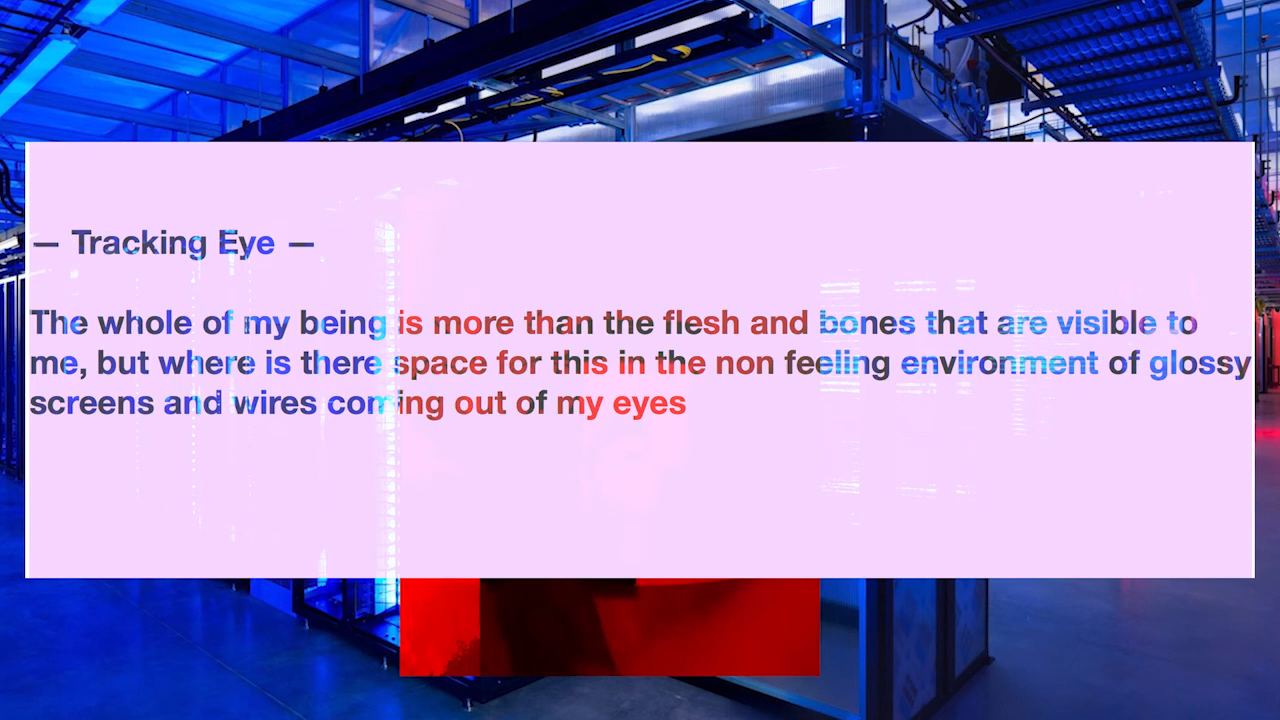 — Tracking Eye —
The whole of my being is more than the flesh and bones that are visible to
me, but where is there space for this in the non feeling environment of glossy
screens and wires coming out of my eyes